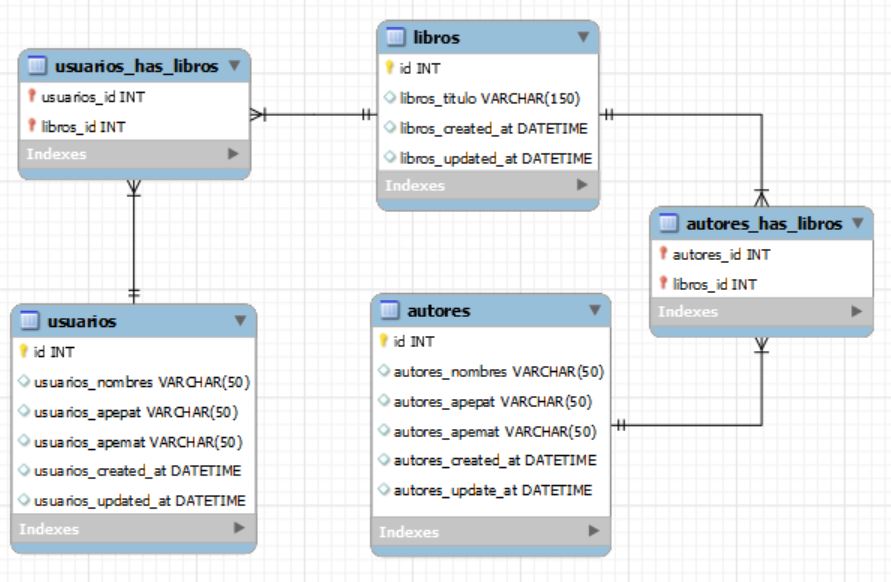 usuarios_has_libros
usuarios_id INT
libros_id INT
Indexes
libros
id INT
libros_titulo VARCHAR(150)
libros_created_at DATETIME
libros_updated_at DATETIME
Indexes
autores_has_libros
autores_id INT
libros_id INT
Indexes
usuarios
id INT
usuarios_nombres VARCHAR(50)
usuarios_apepat VARCHAR(50)
usuarios_apemat VARCHAR(50)
usuarios_created_at DATETIME
usuarios_updated_at DATETIME
Indexes
autores
id INT
autores_nombres VARCHAR(50)
autores_apepat VARCHAR(50)
autores_apemat VARCHAR(50)
autores_created_at DATETIME
autores_update_at DATETIME
Indexes